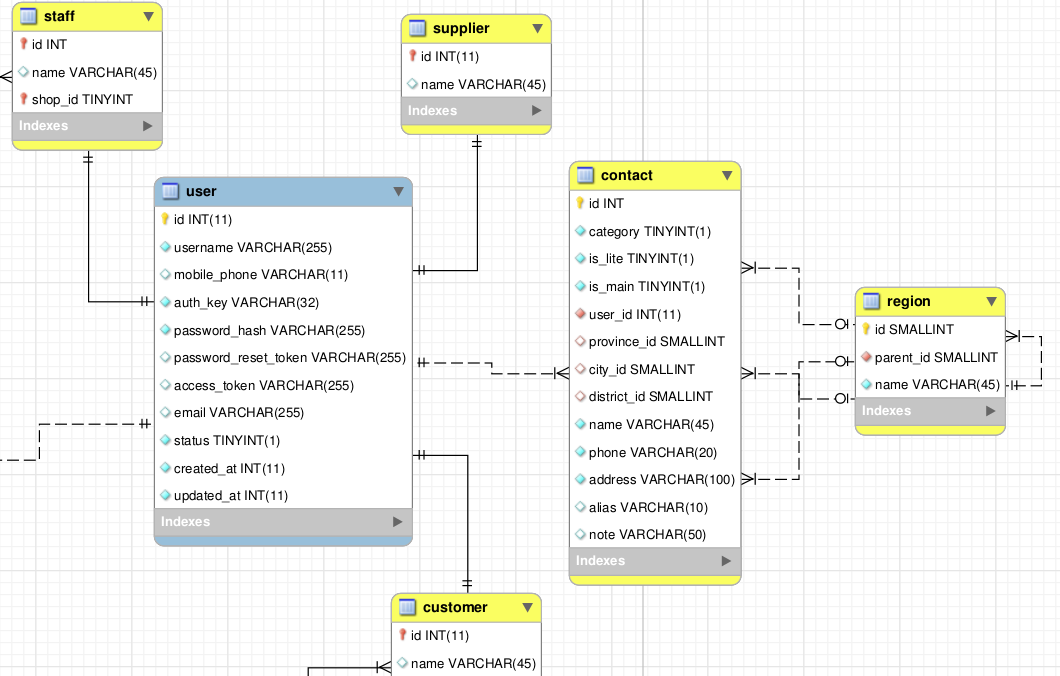 staff
id INT
name VARCHAR(45)
shop_id TINYINT
Indexes
supplier
id INT(11)
name VARCHAR(45)
Indexes
user
id INT(11)
username VARCHAR(255)
mobile_phone VARCHAR(11)
auth_key VARCHAR(32)
password_hash VARCHAR(255)
password_reset_token VARCHAR(255)
access_token VARCHAR(255)
email VARCHAR(255)
status TINYINT(1)
created_at INT(11)
updated_at INT(11)
Indexes
contact
id INT
category TINYINT(1)
is_lite TINYINT(1)
is_main TINYINT(1)
user_id INT(11)
province_id SMALLINT
city_id SMALLINT
district_id SMALLINT
name VARCHAR(45)
phone VARCHAR(20)
address VARCHAR(100)
alias VARCHAR(10)
note VARCHAR(50)
Indexes
region
id SMALLINT
parent_id SMALLINT
name VARCHAR(45)
Indexes
customer
id INT(11)
name VARCHAR(45)